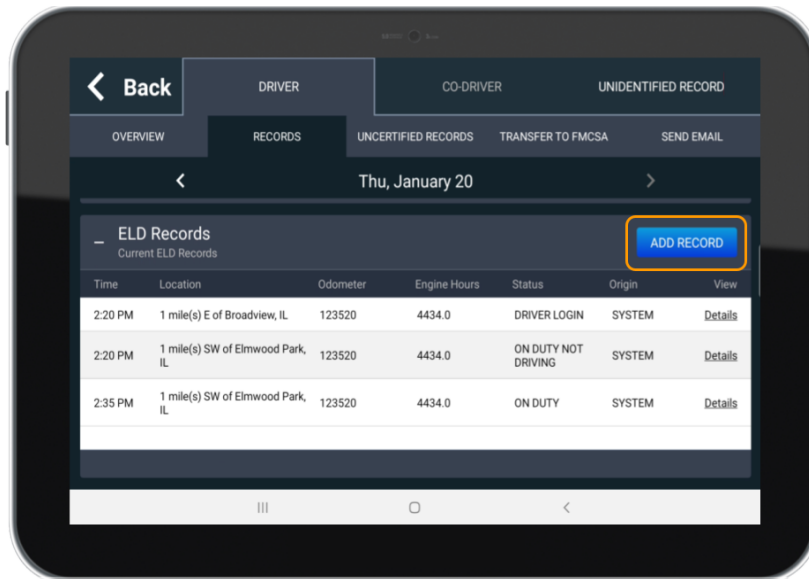 Back
DRIVER
CO-DRIVER
UNIDENTIFIED RECORD
OVERVIEW
RECORDS
UNCERTIFIED RECORDS
TRANSFER TO FMCSA
SEND EMAIL
Thu, January 20
ELD Records
Current ELD Records
ADD RECORD
Time Location Odometer Engine Hours Status Origin View
2:20 PM 1 mile(s) E of Broadview, IL 123520 4434.0 DRIVER LOGIN SYSTEM Details
2:20 PM 1 mile(s) SW of Elmwood Park, 123520 4434.0 ON DUTY NOT SYSTEM Details
IL DRIVING
2:35 PM 1 mile(s) SW of Elmwood Park, 123520 4434.0 ON DUTY SYSTEM Details
IL